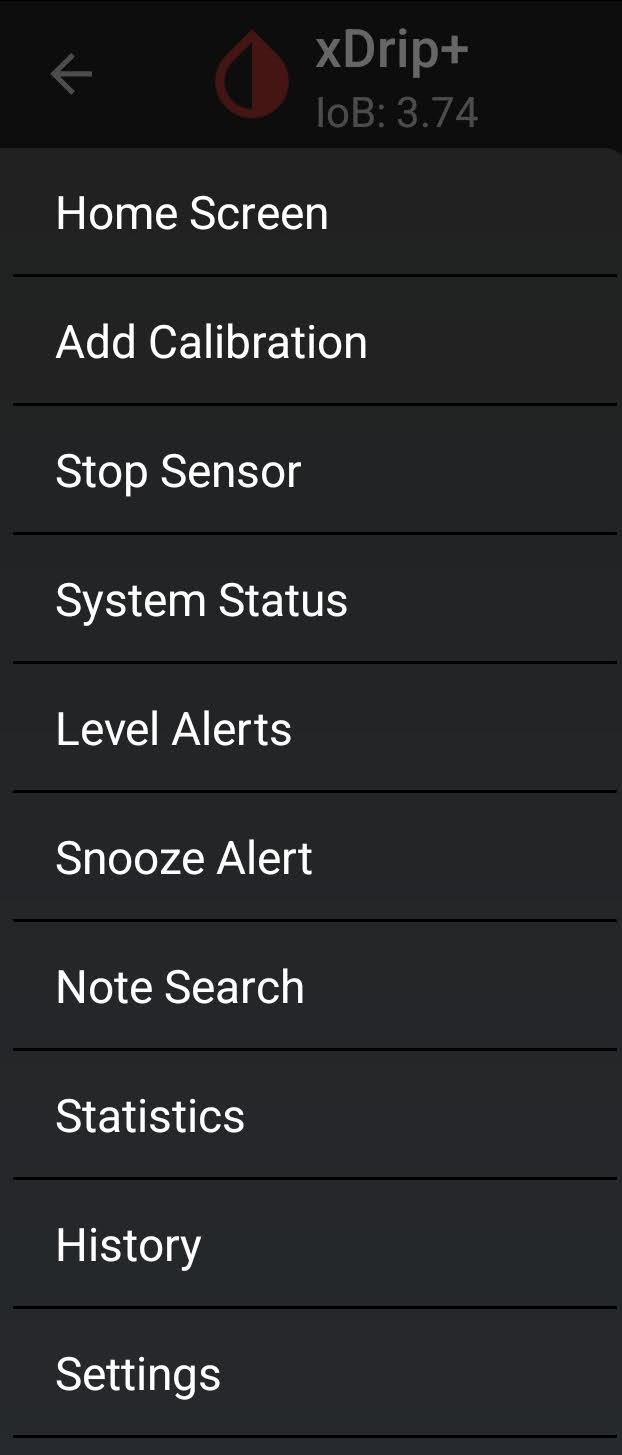 xDrip+
IoB: 3.74
Home Screen
Add Calibration
Stop Sensor
System Status
Level Alerts
Snooze Alert
Note Search
Statistics
History
Settings